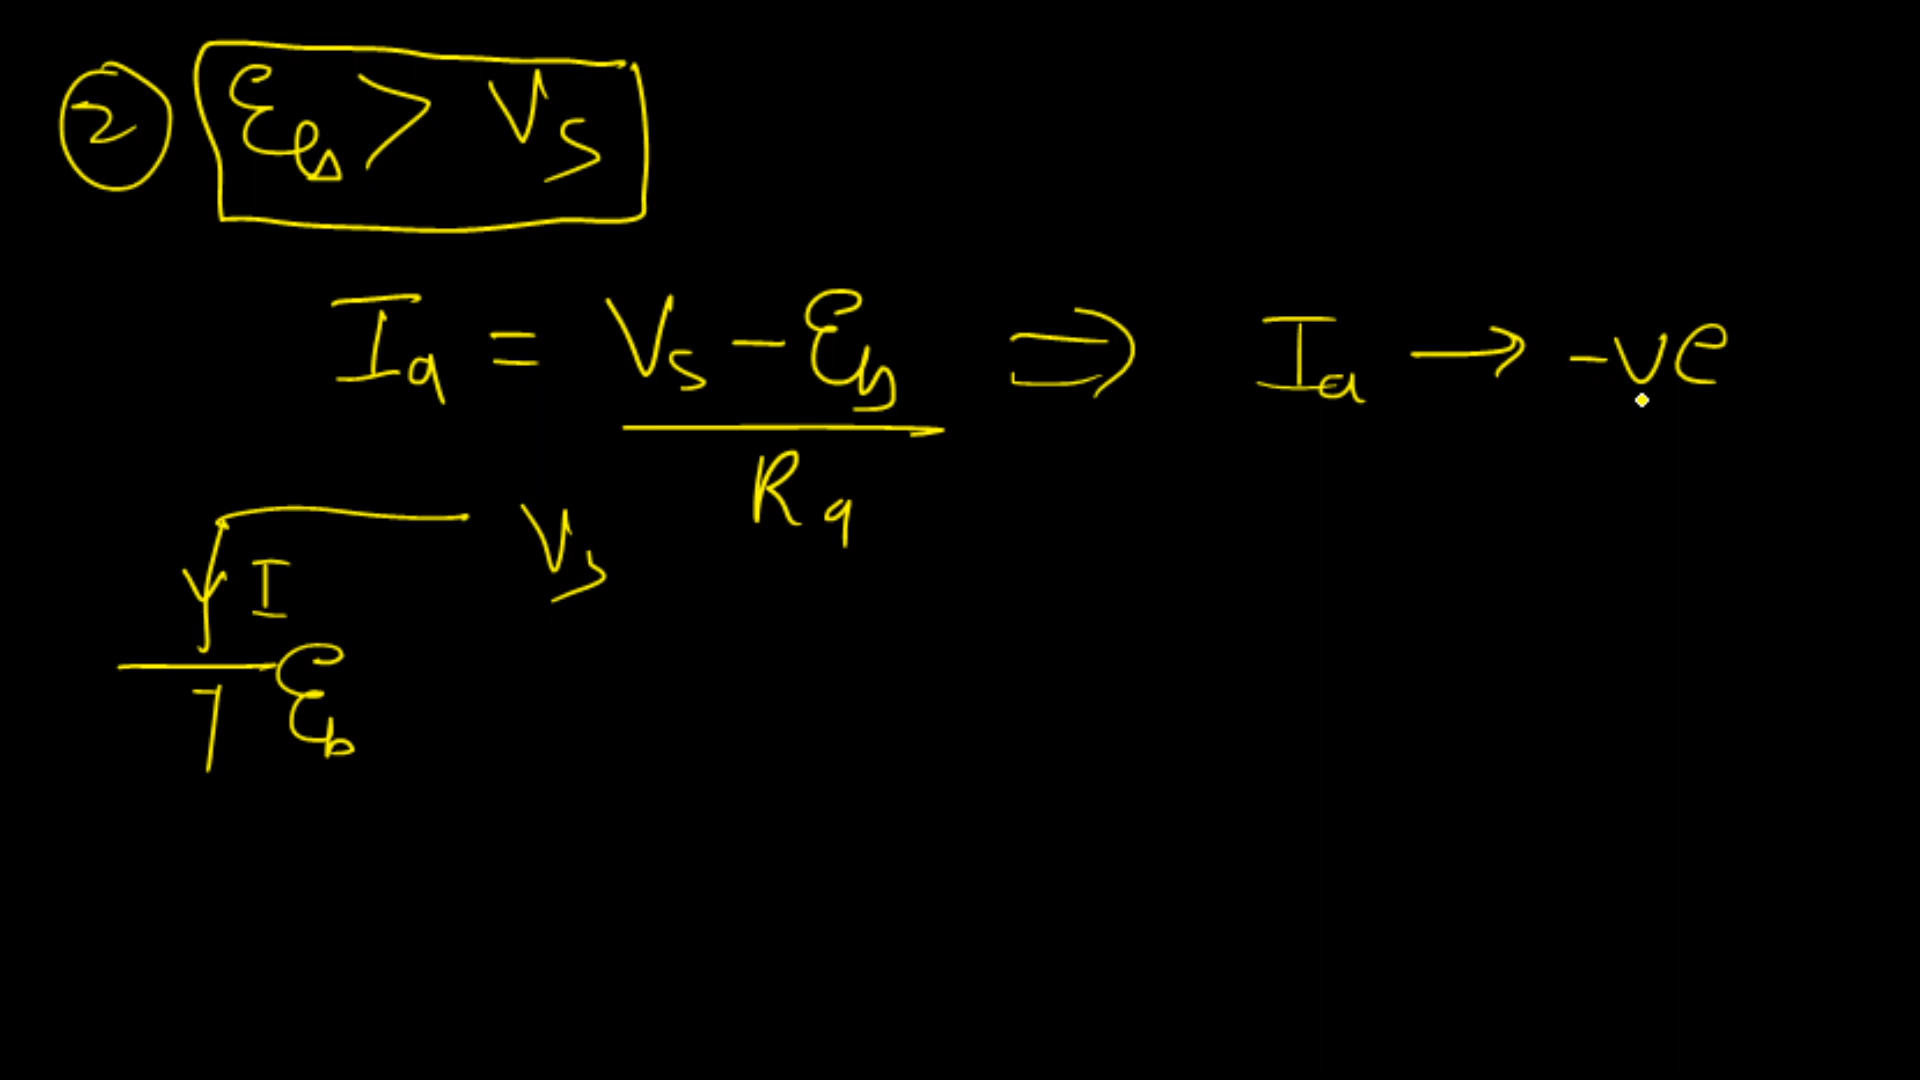 ② Eb > Vs
Ia = Vs - Eb ⇒ Ia → -ve
Ra
Vs
I
Eb